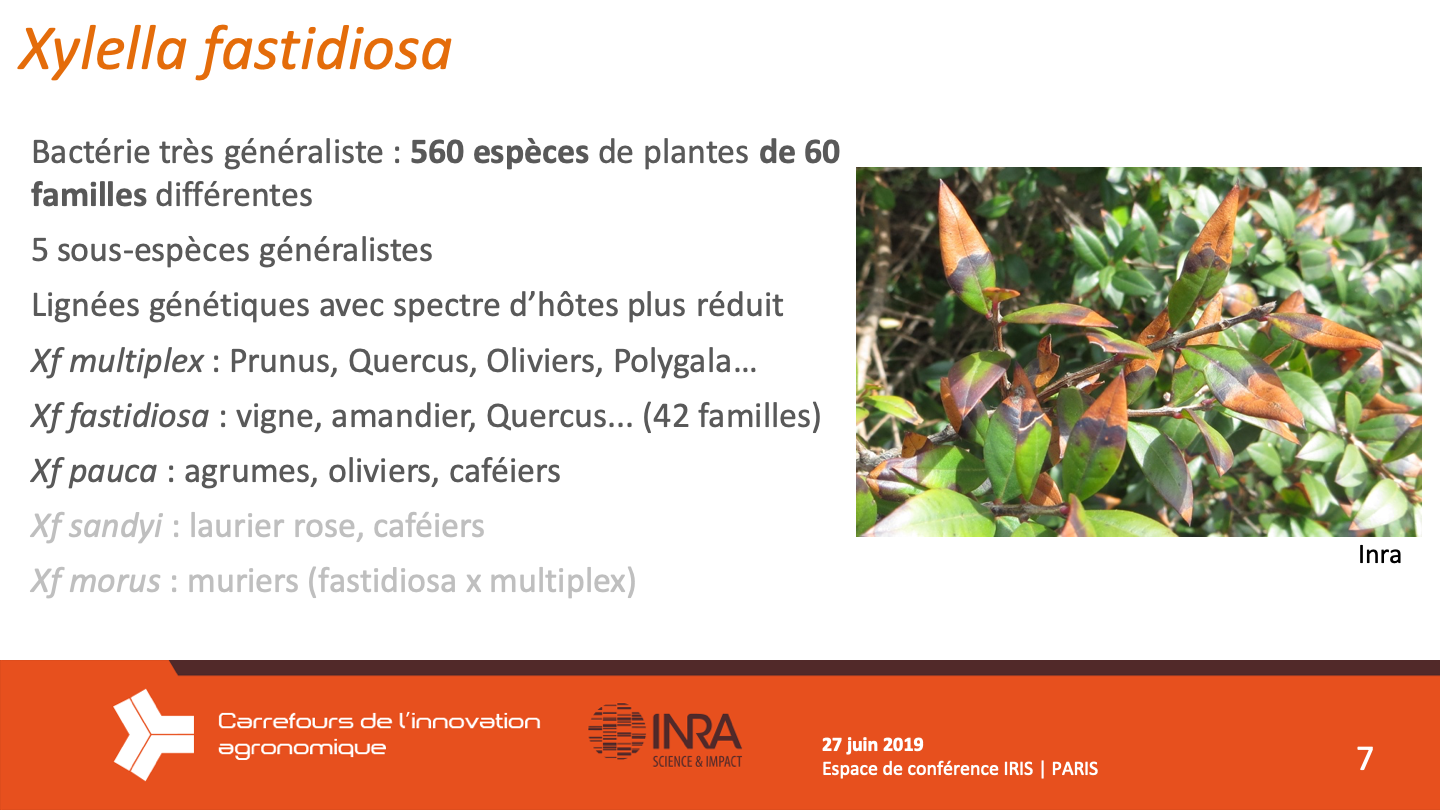 Xylella fastidiosa
Bactérie très généraliste : 560 espèces de plantes de 60
familles différentes
5 sous-espèces généralistes
Lignées génétiques avec spectre d’hôtes plus réduit
Xf multiplex : Prunus, Quercus, Oliviers, Polygala…
Xf fastidiosa : vigne, amandier, Quercus... (42 familles)
Xf pauca : agrumes, oliviers, caféiers
Xf sandyi : laurier rose, caféiers
Xf morus : muriers (fastidiosa x multiplex)
Inra
Carrefours de l’innovation
agronomique
INRA
SCIENCE & IMPACT
27 juin 2019
Espace de conférence IRIS | PARIS
7